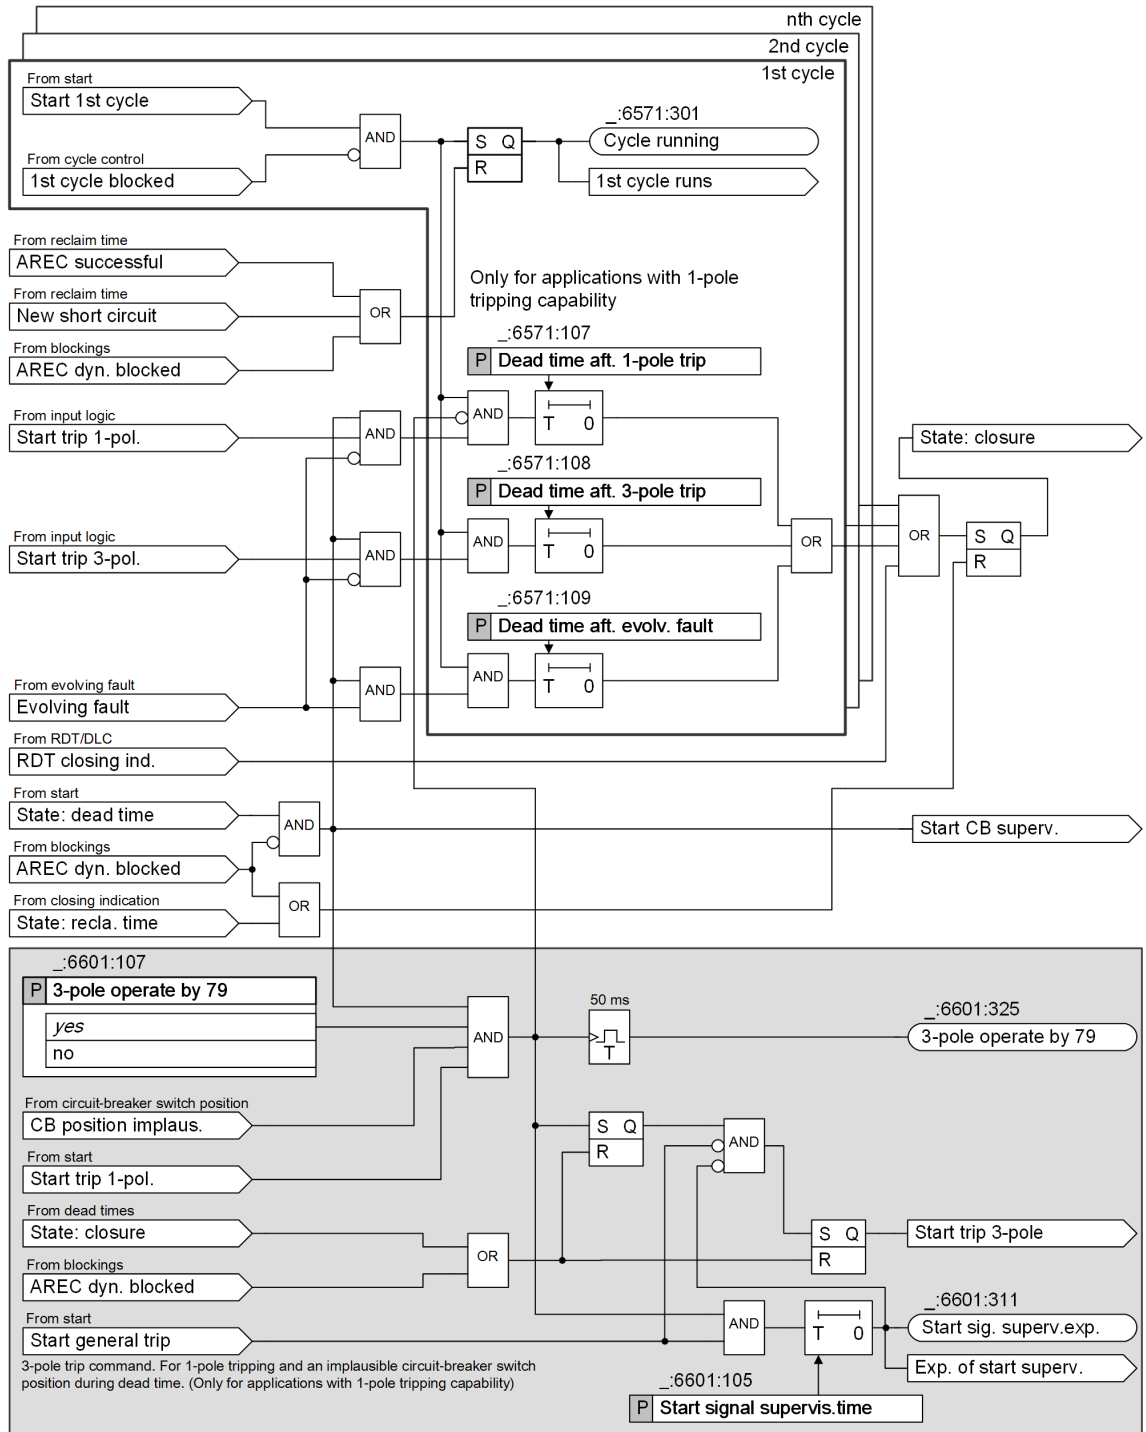 nth cycle
2nd cycle
1st cycle
From start
Start 1st cycle
_:6571:301
AND
S Q
Cycle running
From cycle control
R
1st cycle blocked
1st cycle runs
From reclaim time
AREC successful
Only for applications with 1-pole
tripping capability
From reclaim time
New short circuit
OR
_:6571:107
From blockings
P Dead time aft. 1-pole trip
AREC dyn. blocked
From input logic
AND
T 0
Start trip 1-pol.
AND
State: closure
_:6571:108
P Dead time aft. 3-pole trip
From input logic
Start trip 3-pol.
AND
AND
T 0
OR
OR
S Q
R
_:6571:109
P Dead time aft. evolv. fault
From evolving fault
Evolving fault
AND
AND
T 0
From RDT/DLC
RDT closing ind.
From start
State: dead time
AND
Start CB superv.
From blockings
AREC dyn. blocked
From closing indication
OR
State: recla. time
_:6601:107
P 3-pole operate by 79
yes
no
AND
50 ms
T
_:6601:325
3-pole operate by 79
From circuit-breaker switch position
CB position implaus.
S Q
R
AND
From start
Start trip 1-pol.
From dead times
State: closure
S Q
R
Start trip 3-pole
From blockings
OR
AREC dyn. blocked
From start
Start general trip
AND
T 0
_:6601:311
Start sig. superv.exp.
Exp. of start superv.
3-pole trip command. For 1-pole tripping and an implausible circuit-breaker switch
position during dead time. (Only for applications with 1-pole tripping capability)
_:6601:105
P Start signal supervis.time